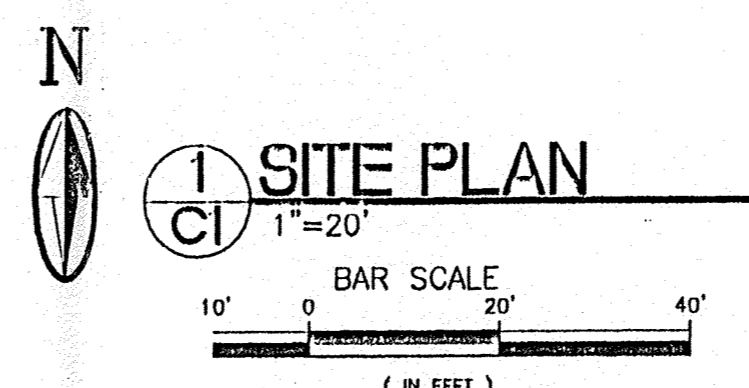 N
1 SITE PLAN
C1 1"=20'
BAR SCALE
10' 0 20' 40'
( IN FEET )